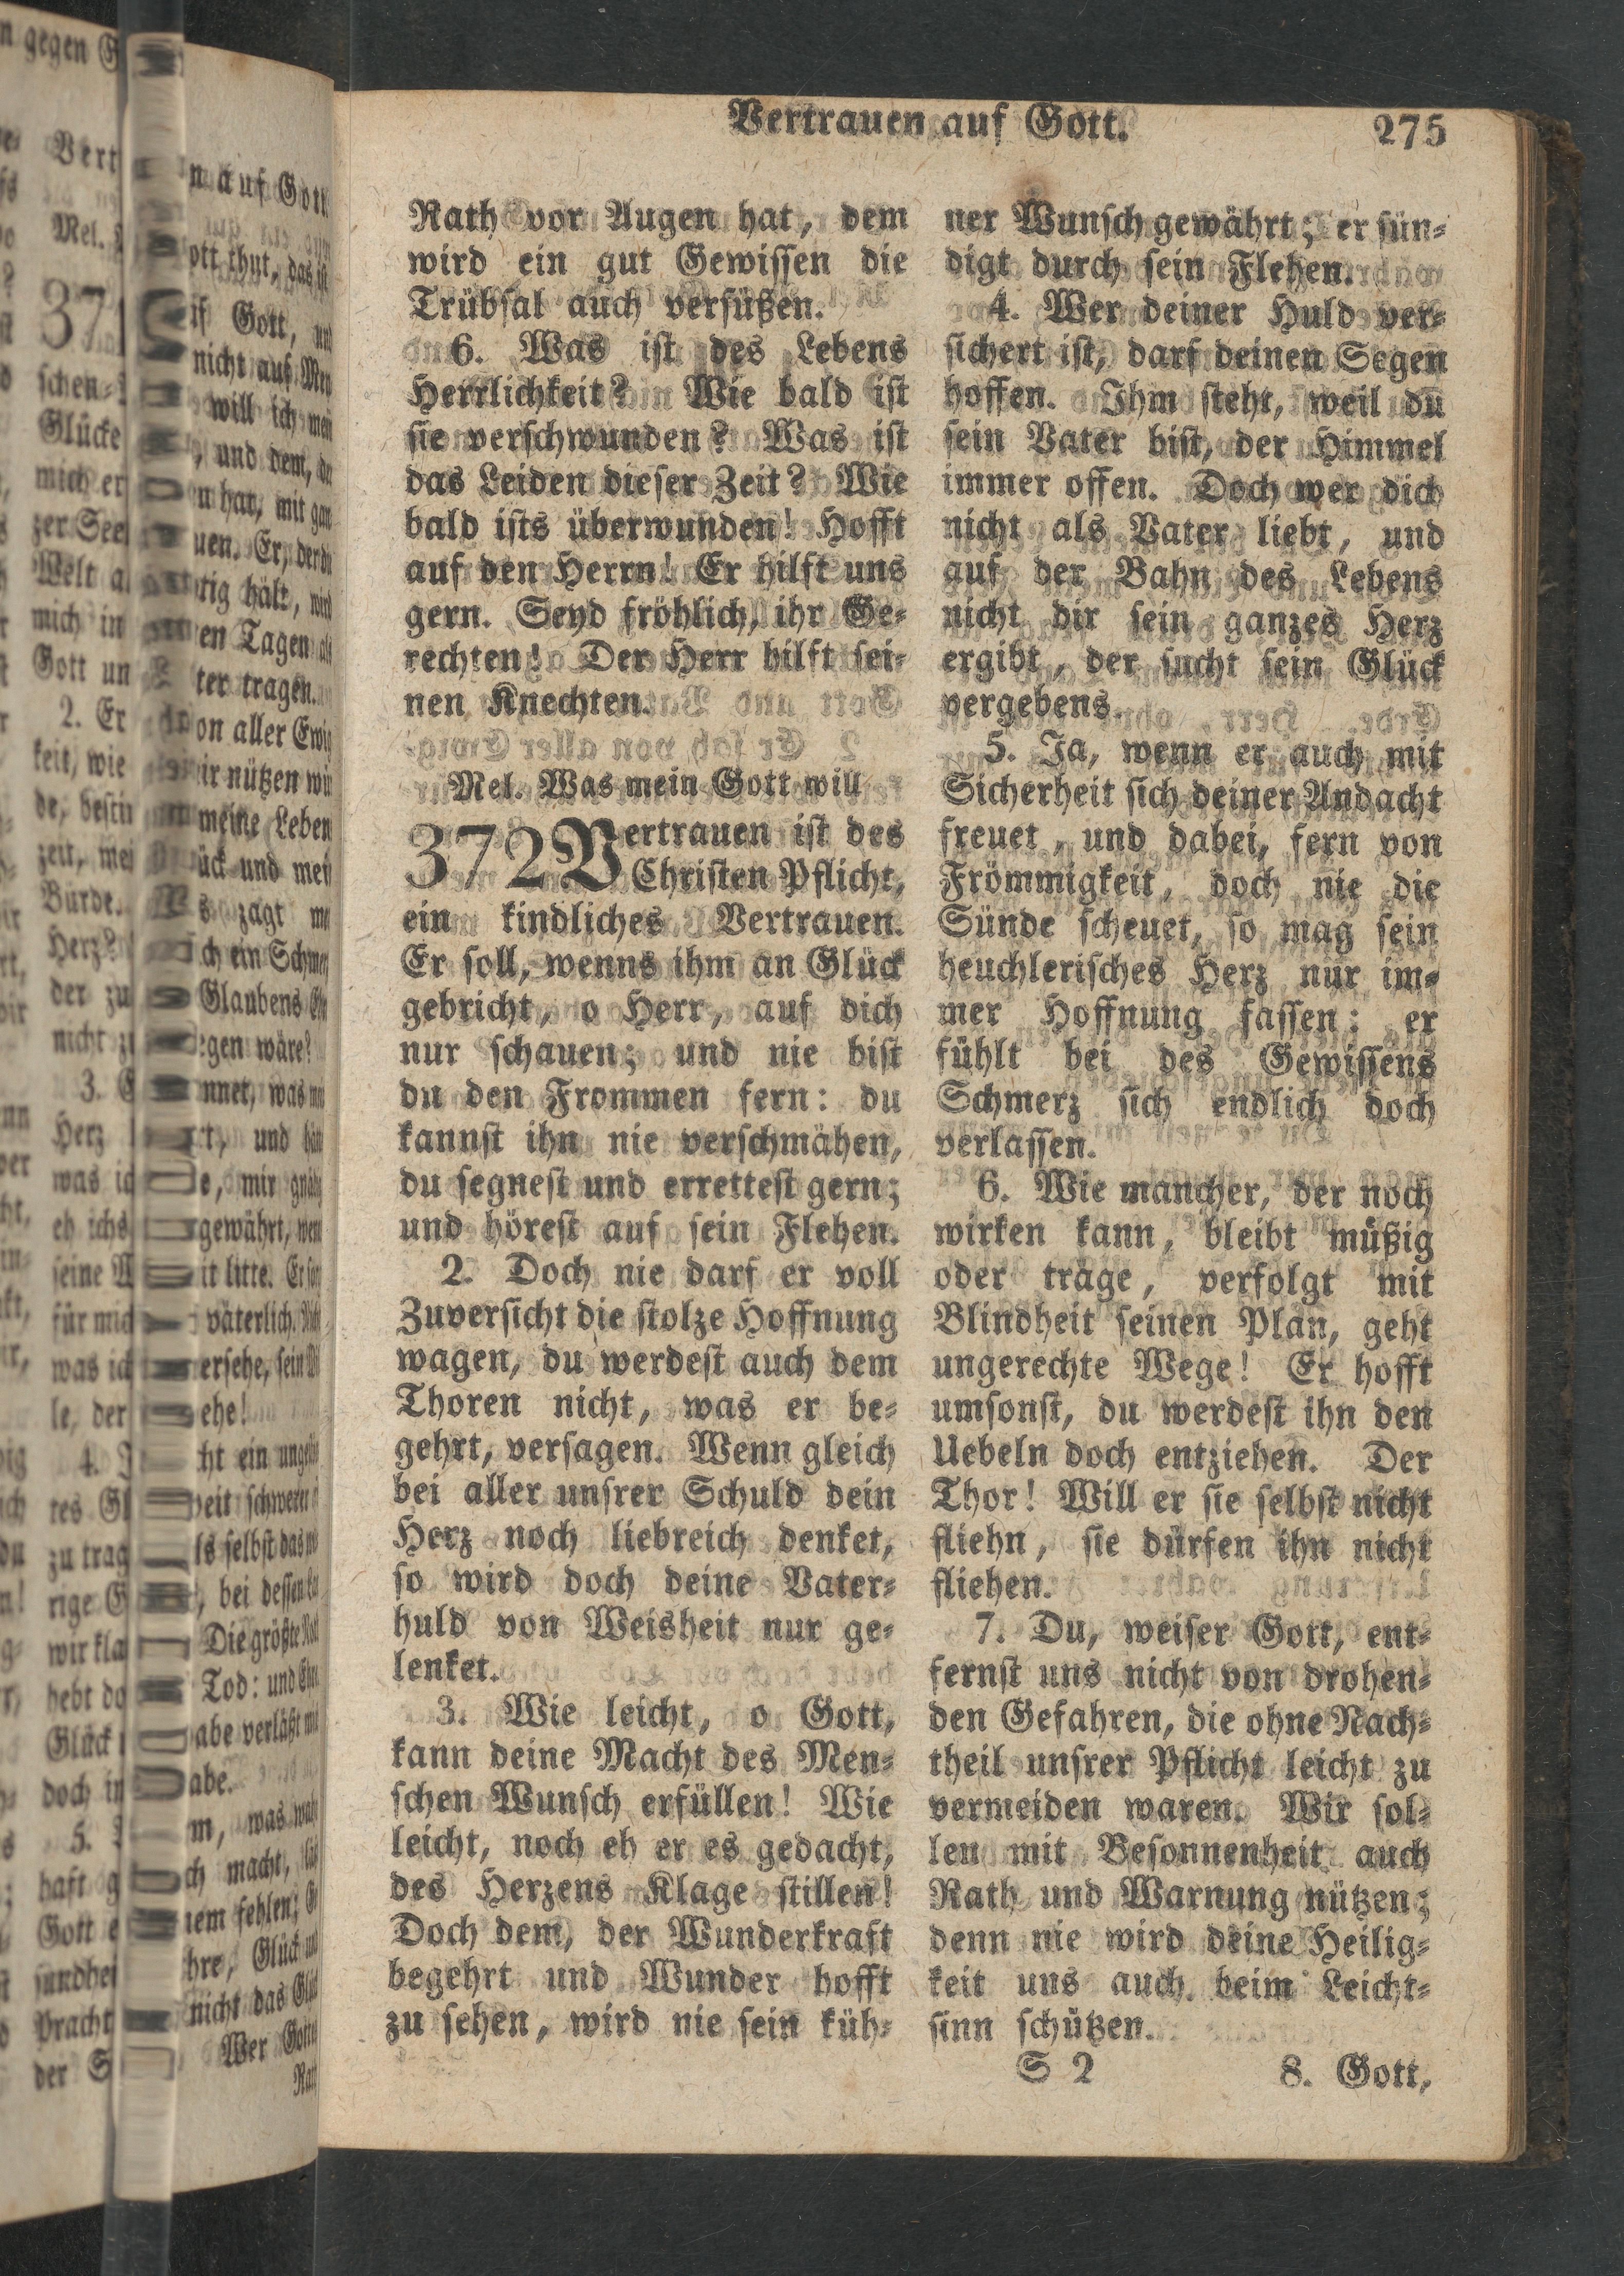 Vertrauen auf Gott. 275
Rath vor Augen hat, dem
wird ein gut Gewissen die
Trübsal auch versüßen.
6. Was ist des Lebens
Herrlichkeit? Wie bald ist
sie verschwunden? Was ist
das Leiden dieser Zeit? Wie
bald ists überwunden! Hofft
auf den Herrn! Er hilft uns
gern. Seyd fröhlich, ihr Ge-
rechten! Der Herr hilft sei-
nen Knechten.
Mel. Was mein Gott will
372 Vertrauen ist des
Christen Pflicht,
ein kindliches Vertrauen.
Er soll, wenns ihm an Glück
gebricht, o Herr, auf dich
nur schauen; und nie bist
du den Frommen fern: du
kannst ihn nie verschmähen,
du segnest und errettest gern;
und hörest auf sein Flehen.
2. Doch nie darf er voll
Zuversicht die stolze Hoffnung
wagen, du werdest auch dem
Thoren nicht, was er be-
gehrt, versagen. Wenn gleich
bei aller unsrer Schuld dein
Herz noch liebreich denket,
so wird doch deine Vater-
huld von Weisheit nur ge-
lenket.
3. Wie leicht, o Gott,
kann deine Macht des Men-
schen Wunsch erfüllen! Wie
leicht, noch eh er es gedacht,
des Herzens Klage stillen!
Doch dem, der Wunderkraft
begehrt und Wunder hofft
zu sehen, wird nie sein küh-
ner Wunsch gewährt; er sün-
digt durch sein Flehen.
4. Wer deiner Huld ver-
sichert ist, darf deinen Segen
hoffen. Ihm steht, weil du
sein Vater bist, der Himmel
immer offen. Doch wer dich
nicht als Vater liebt, und
auf der Bahn des Lebens
nicht dir sein ganzes Herz
ergibt, der sucht sein Glück
vergebens.
5. Ja, wenn er auch mit
Sicherheit sich deiner Andacht
freuet, und dabei, fern von
Frömmigkeit, doch nie die
Sünde scheuet, so mag sein
heuchlerisches Herz nur im-
mer Hoffnung fassen: er
fühlt bei des Gewissens
Schmerz sich endlich doch
verlassen.
6. Wie mancher, der noch
wirken kann, bleibt müßig
oder träge, verfolgt mit
Blindheit seinen Plan, geht
ungerechte Wege! Er hofft
umsonst, du werdest ihn den
Uebeln doch entziehen. Der
Thor! Will er sie selbst nicht
fliehn, sie dürfen ihn nicht
fliehen.
7. Du, weiser Gott, ent-
fernst uns nicht von drohen-
den Gefahren, die ohne Nach-
theil unsrer Pflicht leicht zu
vermeiden waren. Wir sol-
len mit Besonnenheit auch
Rath und Warnung nützen;
denn nie wird deine Heilig-
keit uns auch beim Leicht-
sinn schützen.
S 2 8. Gott,